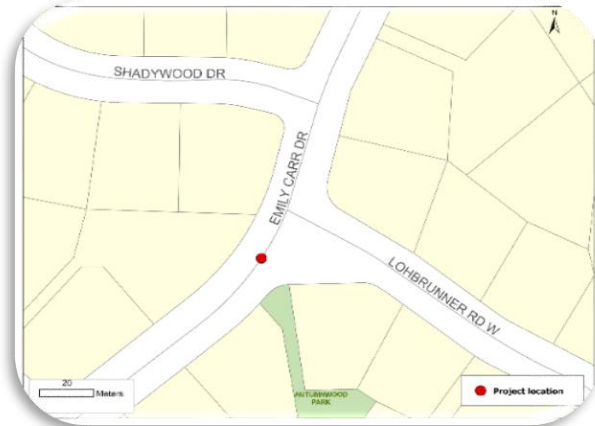 N
SHADYWOOD DR
EMILY CARR DR
LOHBRUNNER RD W
20
Meters
AUTUMNWOOD
PARK
Project location